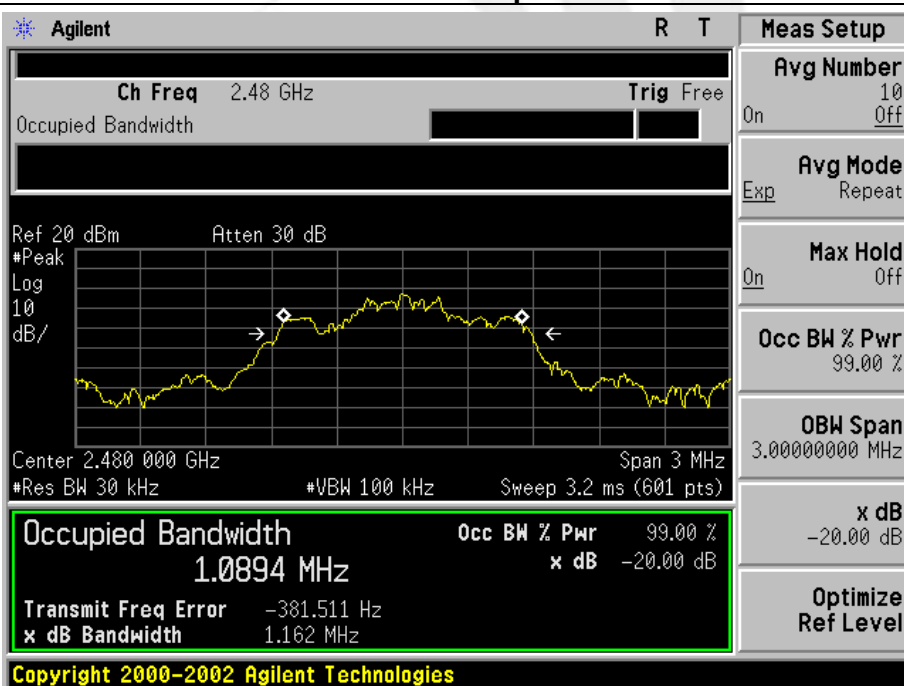 Agilent R T
Ch Freq 2.48 GHz Trig Free
Occupied Bandwidth
Ref 20 dBm Atten 30 dB
#Peak
Log
10
dB/
Center 2.480 000 GHz Span 3 MHz
#Res BW 30 kHz #VBW 100 kHz Sweep 3.2 ms (601 pts)
Occupied Bandwidth Occ BW % Pwr 99.00 %
1.0894 MHz x dB -20.00 dB
Transmit Freq Error -381.511 Hz
x dB Bandwidth 1.162 MHz
Copyright 2000-2002 Agilent Technologies
Meas Setup
Avg Number
10
On Off
Avg Mode
Exp Repeat
Max Hold
On Off
Occ BW % Pwr
99.00 %
OBW Span
3.00000000 MHz
x dB
-20.00 dB
Optimize
Ref Level